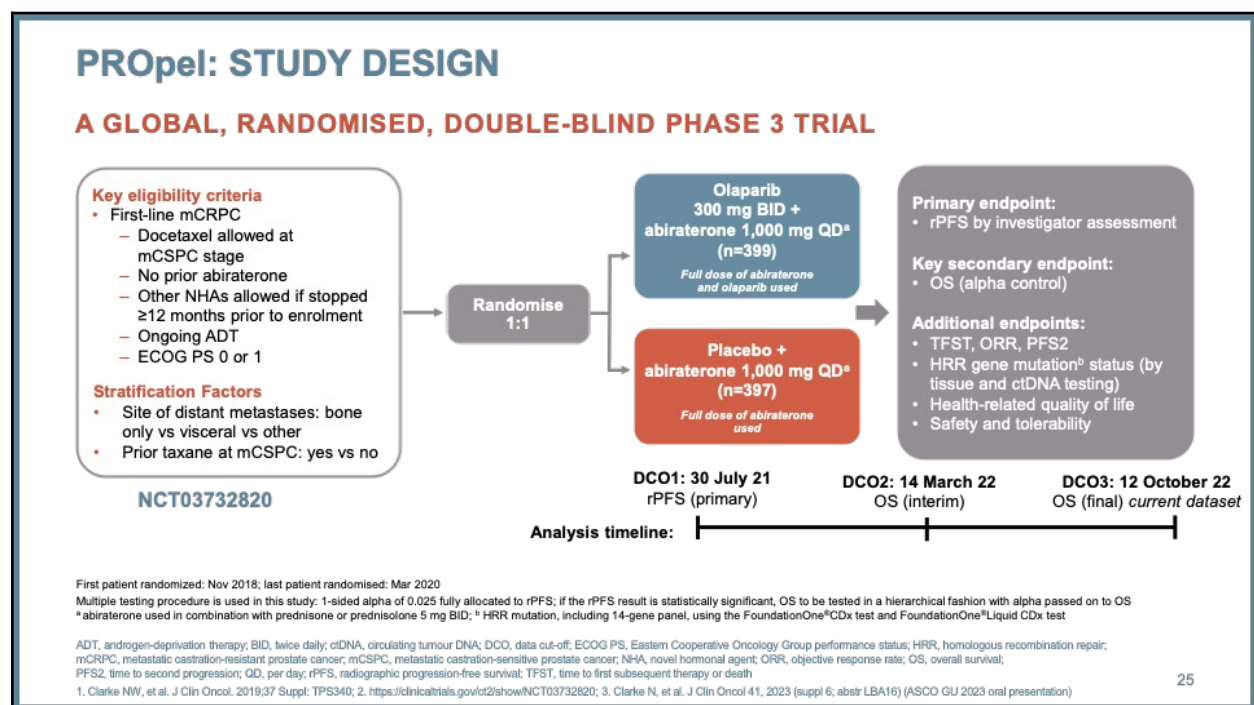 PROpel: STUDY DESIGN
A GLOBAL, RANDOMISED, DOUBLE-BLIND PHASE 3 TRIAL
Key eligibility criteria
• First-line mCRPC
– Docetaxel allowed at
mCSPC stage
– No prior abiraterone
– Other NHAs allowed if stopped
≥12 months prior to enrolment
– Ongoing ADT
– ECOG PS 0 or 1
Stratification Factors
• Site of distant metastases: bone
only vs visceral vs other
• Prior taxane at mCSPC: yes vs no
NCT03732820
Randomise
1:1
Olaparib
300 mg BID +
abiraterone 1,000 mg QDᵃ
(n=399)
Full dose of abiraterone
and olaparib used
Placebo +
abiraterone 1,000 mg QDᵃ
(n=397)
Full dose of abiraterone
used
Primary endpoint:
• rPFS by investigator assessment
Key secondary endpoint:
• OS (alpha control)
Additional endpoints:
• TFST, ORR, PFS2
• HRR gene mutationᵇ status (by
tissue and ctDNA testing)
• Health-related quality of life
• Safety and tolerability
DCO1: 30 July 21
rPFS (primary)
DCO2: 14 March 22
OS (interim)
DCO3: 12 October 22
OS (final) current dataset
Analysis timeline:
First patient randomized: Nov 2018; last patient randomised: Mar 2020
Multiple testing procedure is used in this study: 1-sided alpha of 0.025 fully allocated to rPFS; if the rPFS result is statistically significant, OS to be tested in a hierarchical fashion with alpha passed on to OS
ᵃ abiraterone used in combination with prednisone or prednisolone 5 mg BID; ᵇ HRR mutation, including 14-gene panel, using the FoundationOne®CDx test and FoundationOne®Liquid CDx test
ADT, androgen-deprivation therapy; BID, twice daily; ctDNA, circulating tumour DNA; DCO, data cut-off; ECOG PS, Eastern Cooperative Oncology Group performance status; HRR, homologous recombination repair;
mCRPC, metastatic castration-resistant prostate cancer; mCSPC, metastatic castration-sensitive prostate cancer; NHA, novel hormonal agent; ORR, objective response rate; OS, overall survival;
PFS2, time to second progression; QD, per day; rPFS, radiographic progression-free survival; TFST, time to first subsequent therapy or death
1. Clarke NW, et al. J Clin Oncol. 2019;37 Suppl: TPS340; 2. https://clinicaltrials.gov/ct2/show/NCT03732820; 3. Clarke N, et al. J Clin Oncol 41, 2023 (suppl 6; abstr LBA16) (ASCO GU 2023 oral presentation)
25